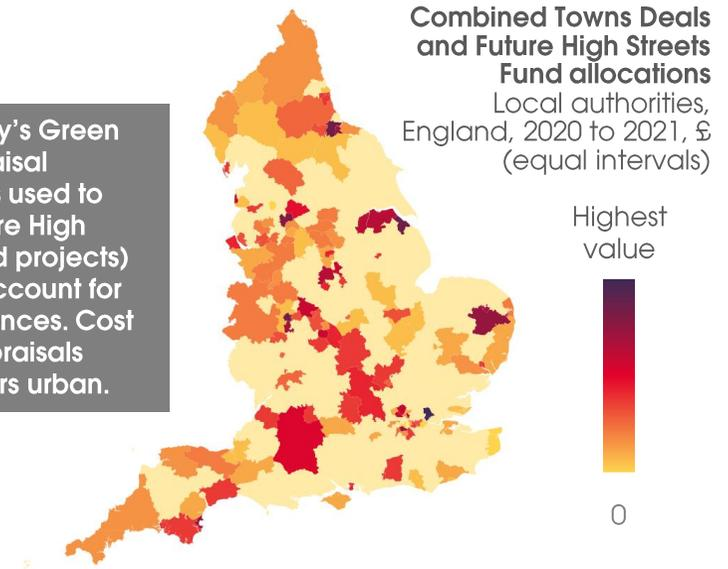 Combined Towns Deals
and Future High Streets
Fund allocations
Local authorities,
England, 2020 to 2021, £
(equal intervals)
Highest
value
0
y's Green
aisal
used to
re High
d projects)
ccount for
nces. Cost
praisals
rs urban.